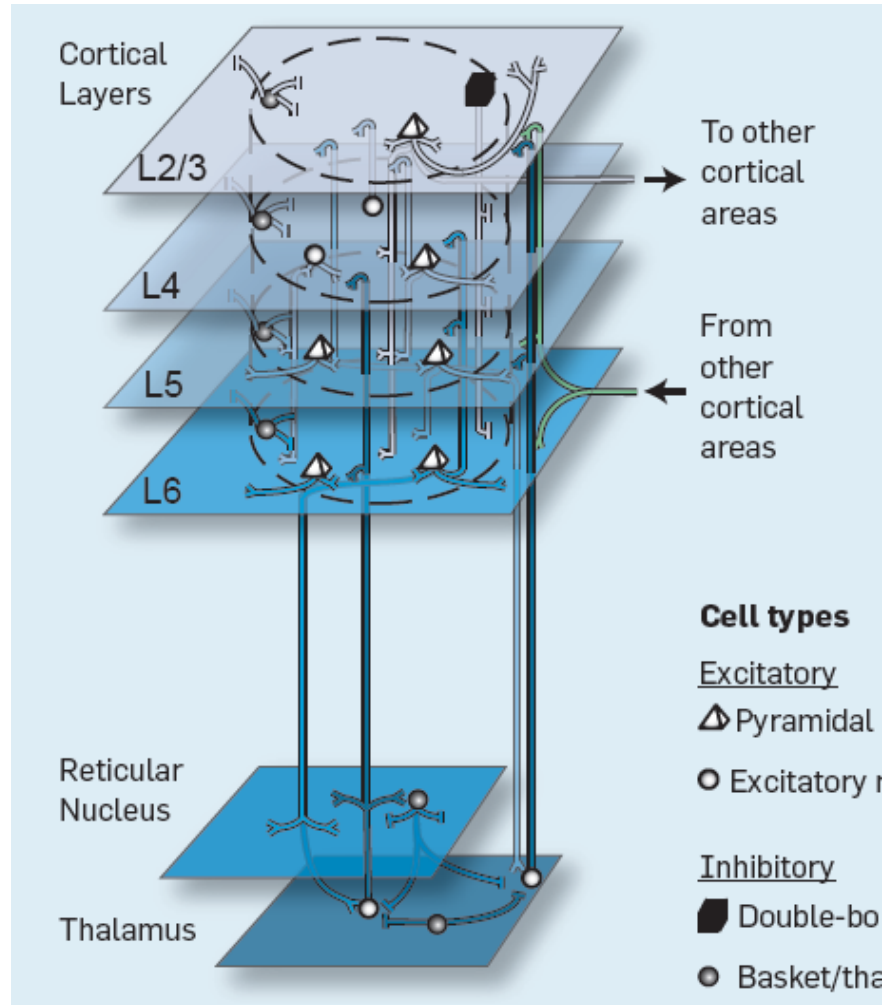 Cortical
Layers
L2/3
To other
cortical
areas
L4
From
other
cortical
areas
L5
L6
Cell types
Excitatory
Pyramidal
Excitatory
Reticular
Nucleus
Inhibitory
Thalamus